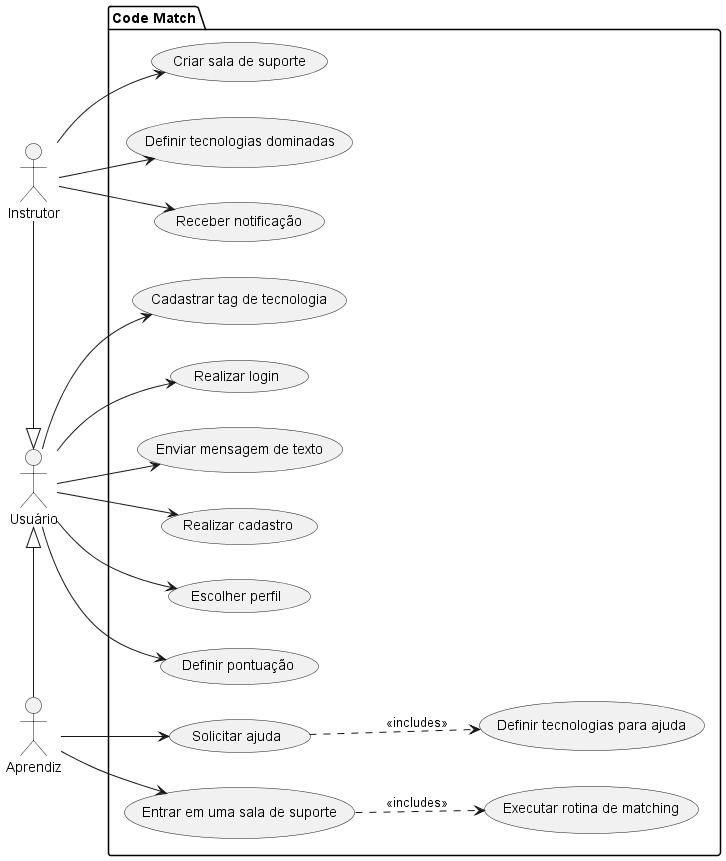 Code Match
Criar sala de suporte
Definir tecnologias dominadas
Instrutor
Receber notificação
Cadastrar tag de tecnologia
Realizar login
Enviar mensagem de texto
Usuário
Realizar cadastro
Escolher perfil
Definir pontuação
Solicitar ajuda
«includes»
Definir tecnologias para ajuda
Aprendiz
Entrar em uma sala de suporte
«includes»
Executar rotina de matching